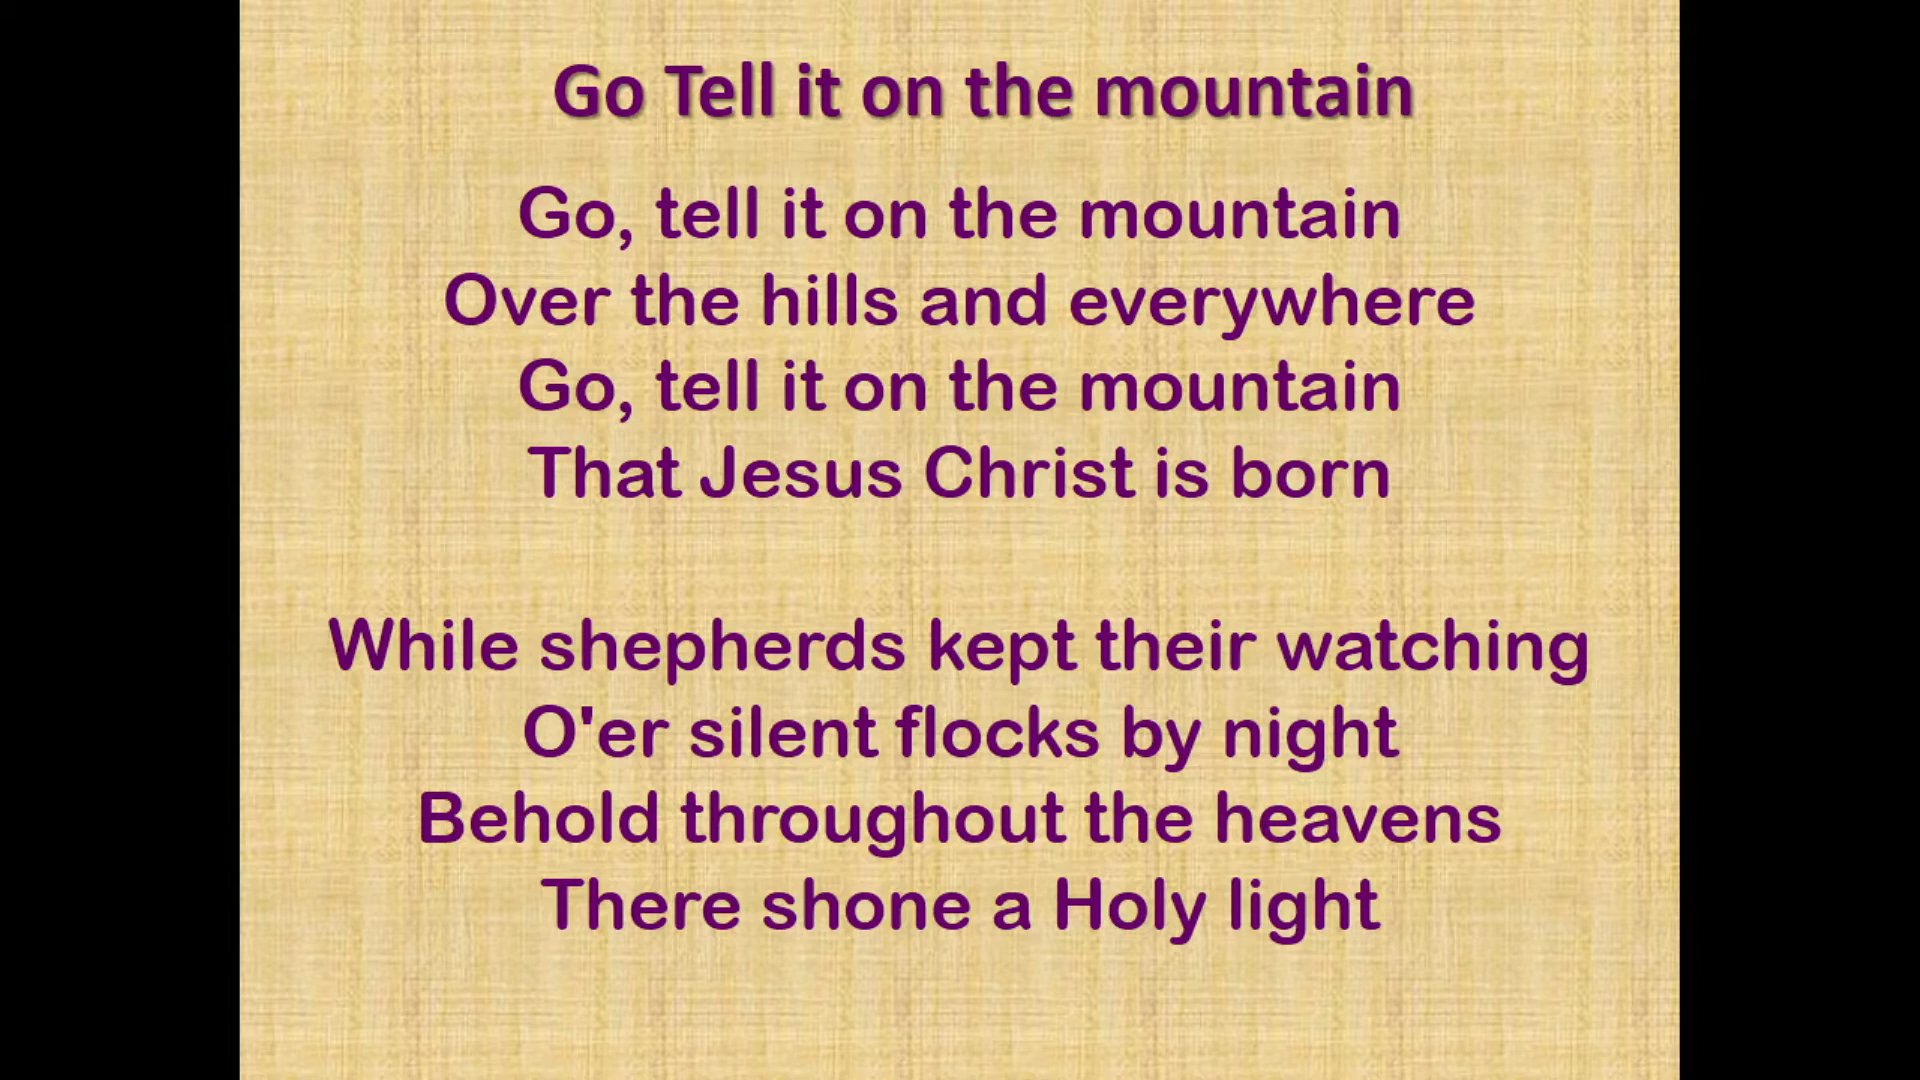 Go Tell it on the mountain
Go, tell it on the mountain
Over the hills and everywhere
Go, tell it on the mountain
That Jesus Christ is born
While shepherds kept their watching
O'er silent flocks by night
Behold throughout the heavens
There shone a Holy light